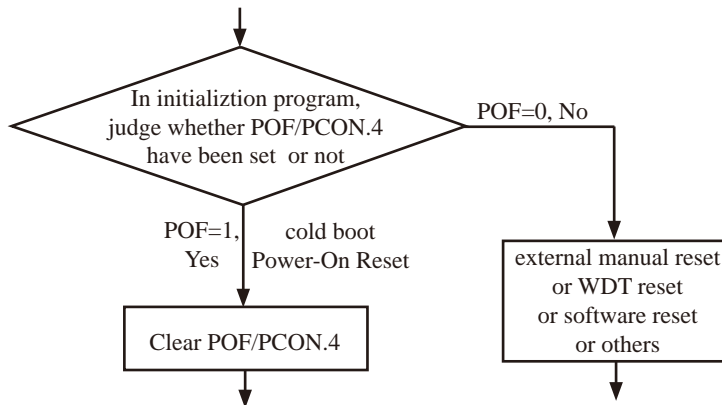 In initializtion program,
judge whether POF/PCON.4
have been set or not
POF=0, No
POF=1,
Yes
cold boot
Power-On Reset
external manual reset
or WDT reset
or software reset
or others
Clear POF/PCON.4